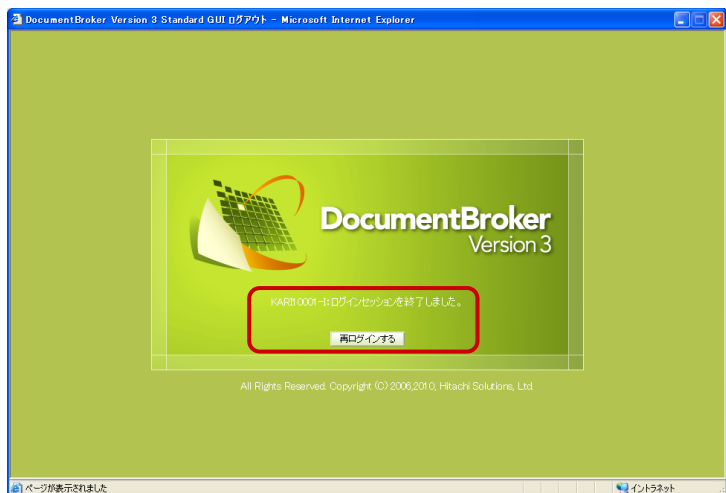 DocumentBroker Version 3 Standard GUI ログアウト - Microsoft Internet Explorer
DocumentBroker
Version 3
KARI10001-I:ログインセッションを終了しました。
再ログインする
All Rights Reserved. Copyright (C) 2006,2010, Hitachi Solutions, Ltd.
ページが表示されました
イントラネット